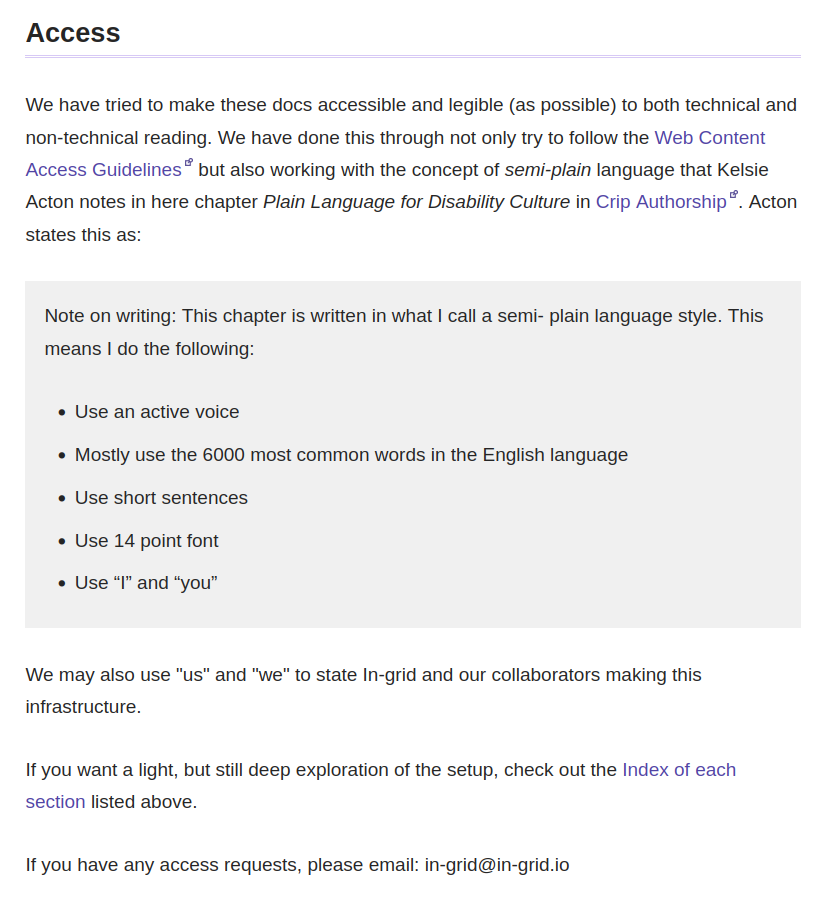 Access
We have tried to make these docs accessible and legible (as possible) to both technical and
non-technical reading. We have done this through not only try to follow the Web Content
Access Guidelines but also working with the concept of semi-plain language that Kelsie
Acton notes in here chapter Plain Language for Disability Culture in Crip Authorship. Acton
states this as:
Note on writing: This chapter is written in what I call a semi- plain language style. This
means I do the following:
• Use an active voice
• Mostly use the 6000 most common words in the English language
• Use short sentences
• Use 14 point font
• Use “I” and “you”
We may also use "us" and "we" to state In-grid and our collaborators making this
infrastructure.
If you want a light, but still deep exploration of the setup, check out the Index of each
section listed above.
If you have any access requests, please email: in-grid@in-grid.io